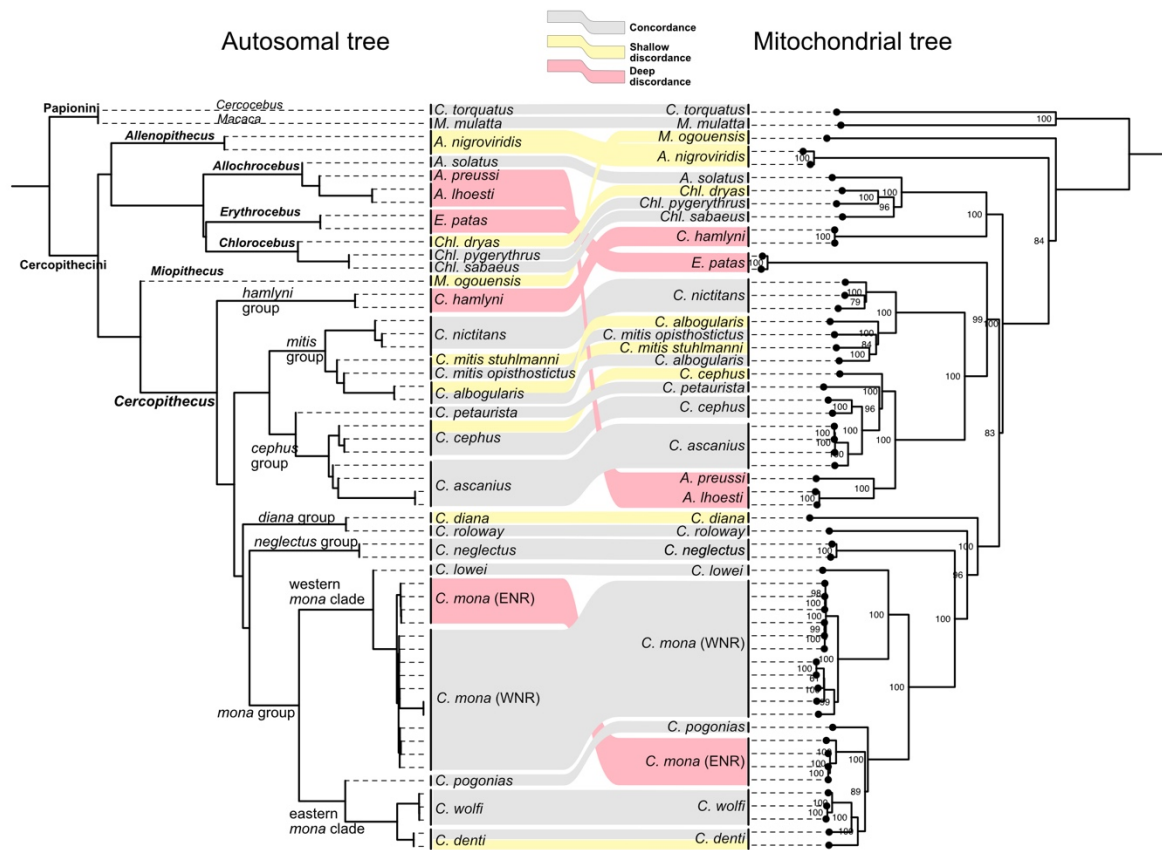 Autosomal tree
Mitochondrial tree
Concordance
Shallow
discordance
Deep
discordance
Papionini
Cercocebus
Macaca
Allenopithecus
Allochrocebus
Erythrocebus
Chlorocebus
Cercopithecini
Miopithecus
hamlyni
group
mitis
group
Cercopithecus
cephus
group
diana group
neglectus group
western
mona clade
mona group
eastern
mona clade
C. torquatus
M. mulatta
A. nigroviridis
A. solatus
A. preussi
A. lhoesti
E. patas
Chl. dryas
Chl. pygerythrus
Chl. sabaeus
M. ogouensis
C. hamlyni
C. nictitans
C. mitis stuhlmanni
C. mitis opisthostictus
C. albogularis
C. petaurista
C. cephus
C. ascanius
C. diana
C. roloway
C. neglectus
C. lowei
C. mona (ENR)
C. mona (WNR)
C. pogonias
C. wolfi
C. denti
C. torquatus
M. mulatta
M. ogouensis
A. nigroviridis
A. solatus
Chl. dryas
Chl. pygerythrus
Chl. sabaeus
C. hamlyni
E. patas
C. nictitans
C. albogularis
C. mitis opisthostictus
C. mitis stuhlmanni
C. albogularis
C. cephus
C. petaurista
C. cephus
C. ascanius
A. preussi
A. lhoesti
C. diana
C. roloway
C. neglectus
C. lowei
C. mona (WNR)
C. pogonias
C. mona (ENR)
C. wolfi
C. denti
100
100
100
100
96
100
100
84
100
100
79
100
84
100
99
100
100
100
96
100
100
100
100
100
100
83
100
100
96
100
98
100
100
99
100
100
100
100
99
100
100
100
100
100
89
100
100
100